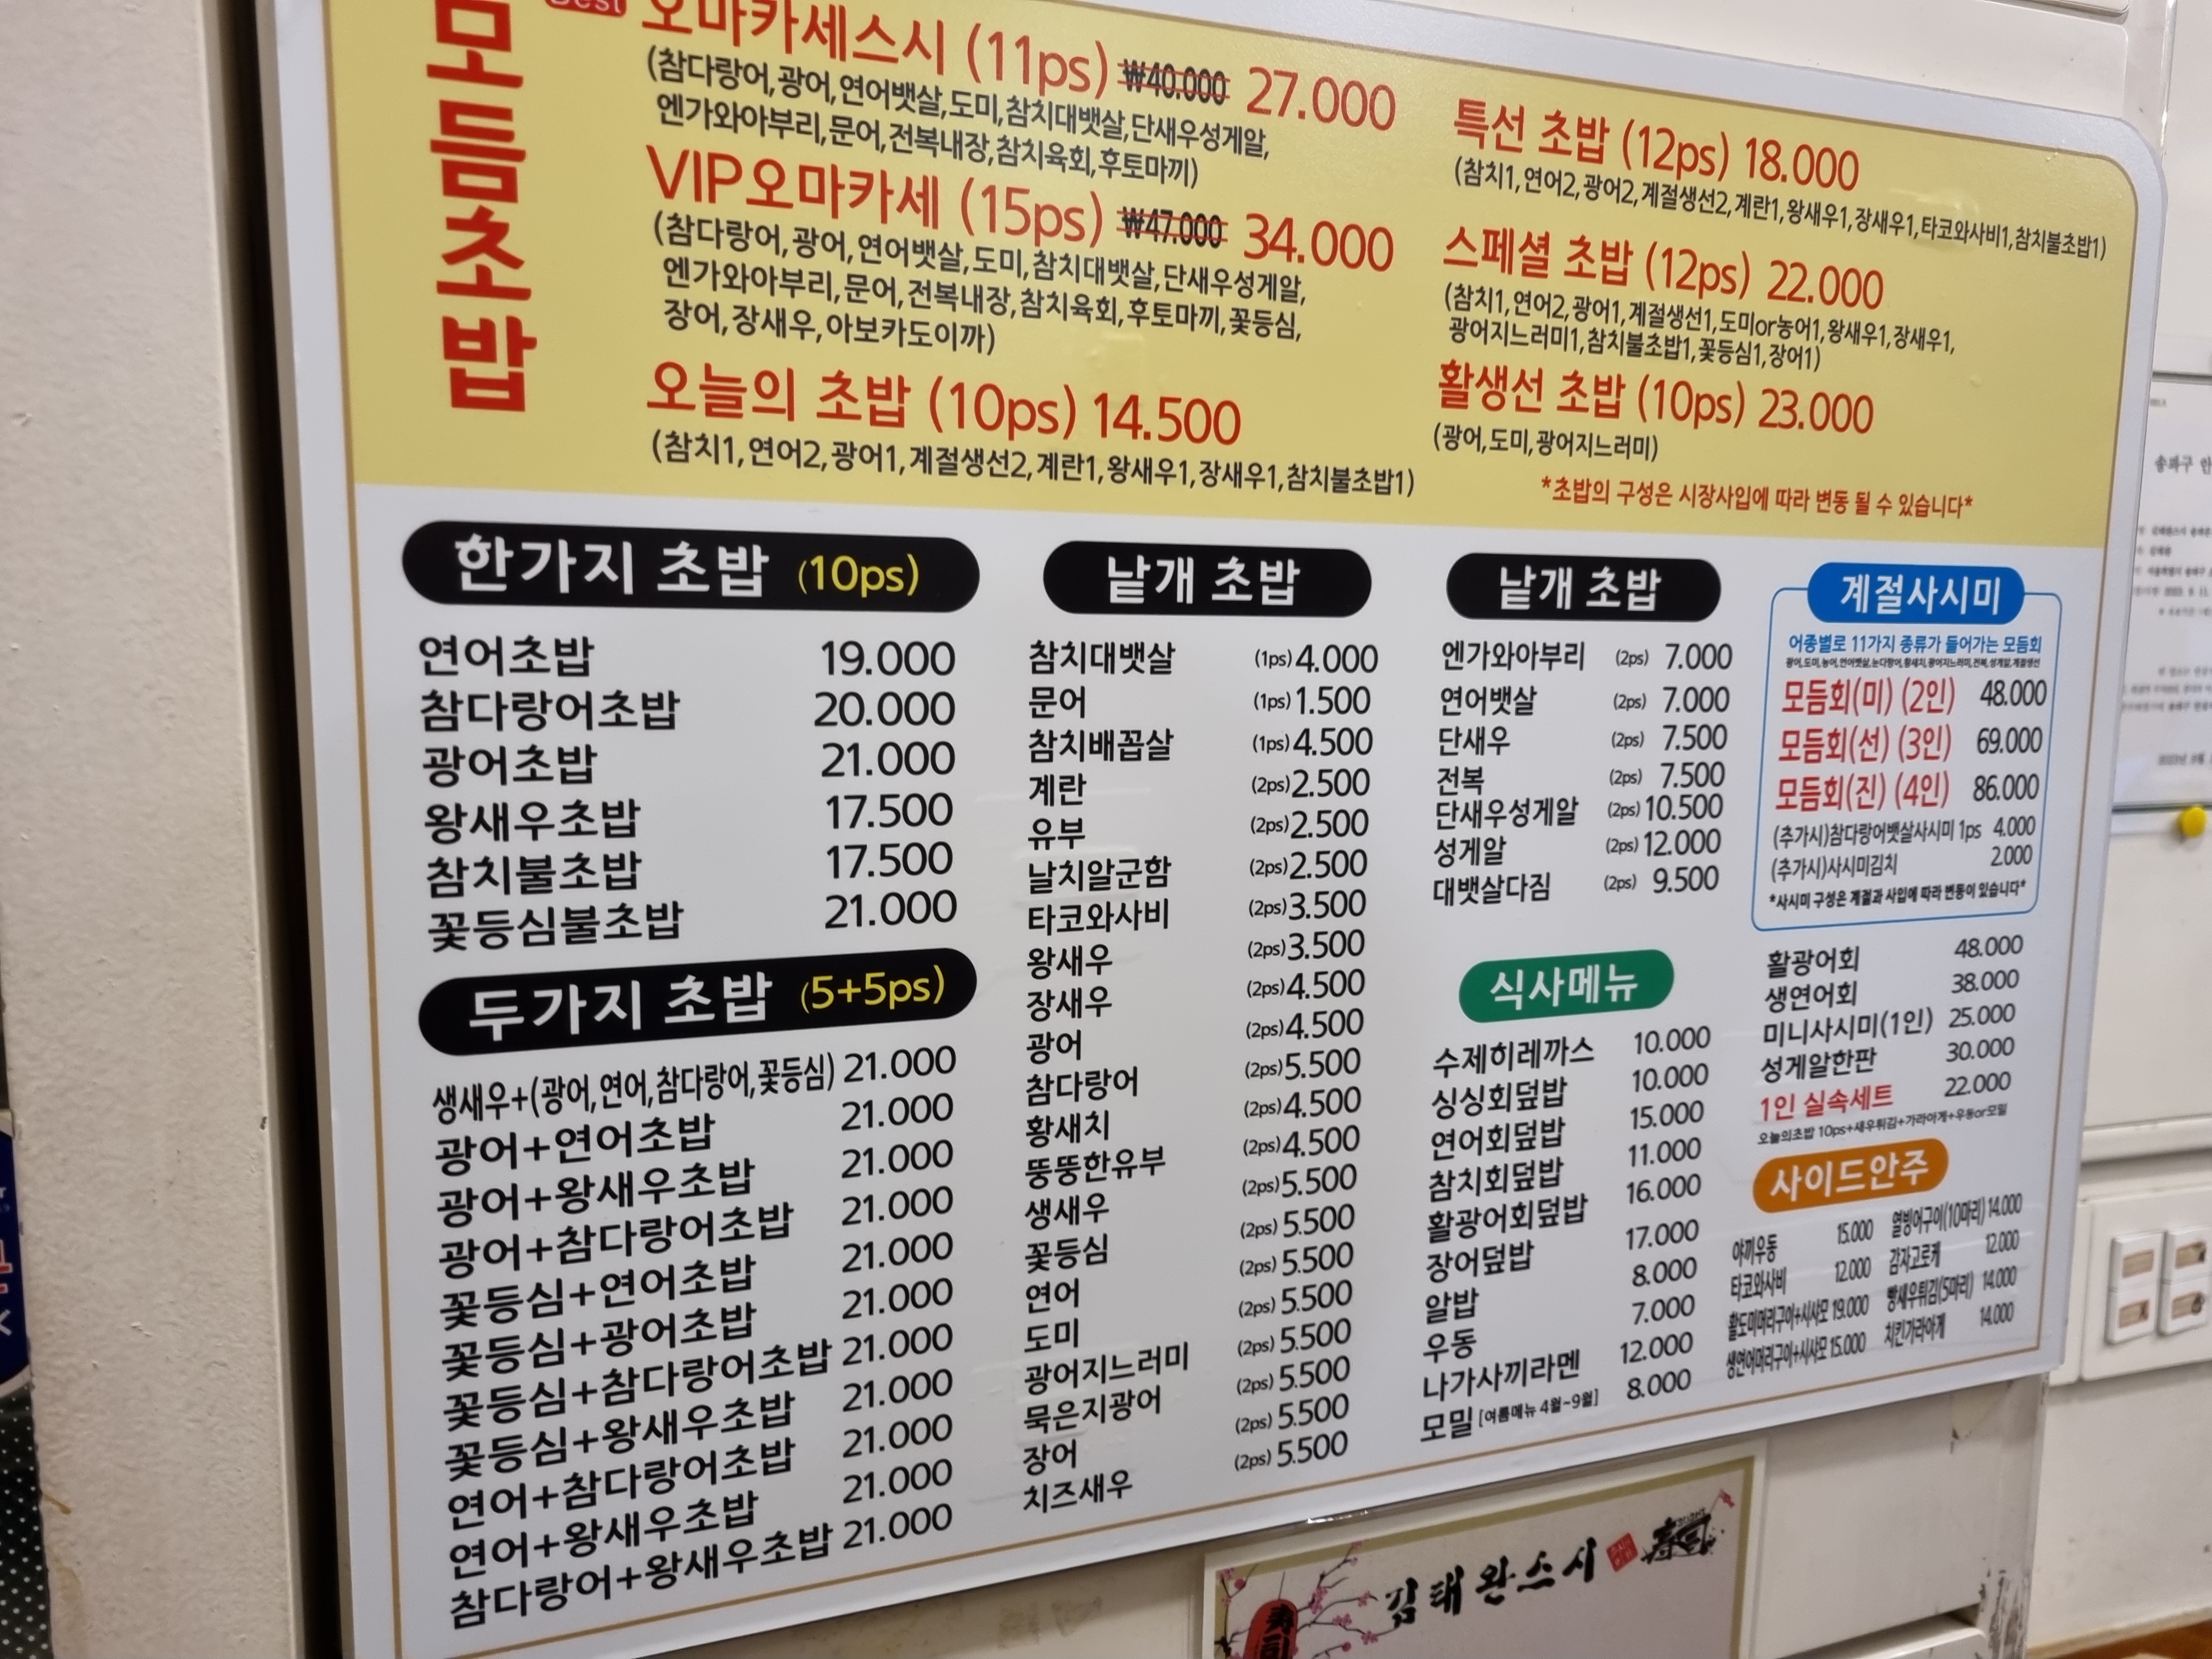 모듬초밥
Best 오마카세스시 (11ps) ₩40.000 27.000
(참다랑어,광어,연어뱃살,도미,참치대뱃살,단새우성게알,
엔가와아부리,문어,전복내장,참치육회,후토마끼)
VIP오마카세 (15ps) ₩47.000 34.000
(참다랑어,광어,연어뱃살,도미,참치대뱃살,단새우성게알,
엔가와아부리,문어,전복내장,참치육회,후토마끼,꽃등심,
장어,장새우,아보카도이까)
오늘의 초밥 (10ps) 14.500
(참치1,연어2,광어1,계절생선2,계란1,왕새우1,장새우1,참치불초밥1)
특선 초밥 (12ps) 18.000
(참치1,연어2,광어2,계절생선2,계란1,왕새우1,장새우1,타코와사비1,참치불초밥1)
스페셜 초밥 (12ps) 22.000
(참치1,연어2,광어1,계절생선1,도미or농어1,왕새우1,장새우1,
광어지느러미1,참치불초밥1,꽃등심1,장어1)
활생선 초밥 (10ps) 23.000
(광어,도미,광어지느러미)
*초밥의 구성은 시장사입에 따라 변동 될 수 있습니다*
한가지 초밥 (10ps)
연어초밥 19.000
참다랑어초밥 20.000
광어초밥 21.000
왕새우초밥 17.500
참치불초밥 17.500
꽃등심불초밥 21.000
두가지 초밥 (5+5ps)
생새우+(광어,연어,참다랑어,꽃등심) 21.000
광어+연어초밥 21.000
광어+왕새우초밥 21.000
광어+참다랑어초밥 21.000
꽃등심+연어초밥 21.000
꽃등심+광어초밥 21.000
꽃등심+참다랑어초밥 21.000
꽃등심+왕새우초밥 21.000
연어+참다랑어초밥 21.000
연어+왕새우초밥 21.000
참다랑어+왕새우초밥 21.000
낱개 초밥
참치대뱃살 (1ps) 4.000
문어 (1ps) 1.500
참치배꼽살 (1ps) 4.500
계란 (2ps) 2.500
유부 (2ps) 2.500
날치알군함 (2ps) 2.500
타코와사비 (2ps) 3.500
왕새우 (2ps) 3.500
장새우 (2ps) 4.500
광어 (2ps) 4.500
참다랑어 (2ps) 5.500
황새치 (2ps) 4.500
뚱뚱한유부 (2ps) 4.500
생새우 (2ps) 5.500
꽃등심 (2ps) 5.500
연어 (2ps) 5.500
도미 (2ps) 5.500
광어지느러미 (2ps) 5.500
묵은지광어 (2ps) 5.500
장어 (2ps) 5.500
치즈새우 (2ps) 5.500
낱개 초밥
엔가와아부리 (2ps) 7.000
연어뱃살 (2ps) 7.000
단새우 (2ps) 7.500
전복 (2ps) 7.500
단새우성게알 (2ps) 10.500
성게알 (2ps) 12.000
대뱃살다짐 (2ps) 9.500
식사메뉴
수제히레까스 10.000
싱싱회덮밥 10.000
연어회덮밥 15.000
참치회덮밥 11.000
활광어회덮밥 16.000
장어덮밥 17.000
알밥 8.000
우동 7.000
나가사끼라멘 12.000
모밀 [여름메뉴 4월~9월] 8.000
계절사시미
어종별로 11가지 종류가 들어가는 모듬회
광어,도미,농어,연어뱃살,눈다랑어,황새치,광어지느러미,전복,성게알,계절생선
모듬회(미) (2인) 48.000
모듬회(선) (3인) 69.000
모듬회(진) (4인) 86.000
(추가시)참다랑어뱃살사시미 1ps 4.000
(추가시)사시미김치 2.000
*사시미 구성은 계절과 사입에 따라 변동이 있습니다*
활광어회 48.000
생연어회 38.000
미니사시미(1인) 25.000
성게알한판 30.000
1인 실속세트 22.000
오늘의초밥 10ps+새우튀김+가라아게+우동or모밀
사이드안주
야끼우동 15.000 열빙어구이(10마리) 14.000
타코와사비 12.000 감자고로케 12.000
활도미머리구이+시샤모 19.000 빵새우튀김(5마리) 14.000
생연어머리구이+시샤모 15.000 치킨가라아게 14.000
김태완스시 寿司
寿司
송파구 안